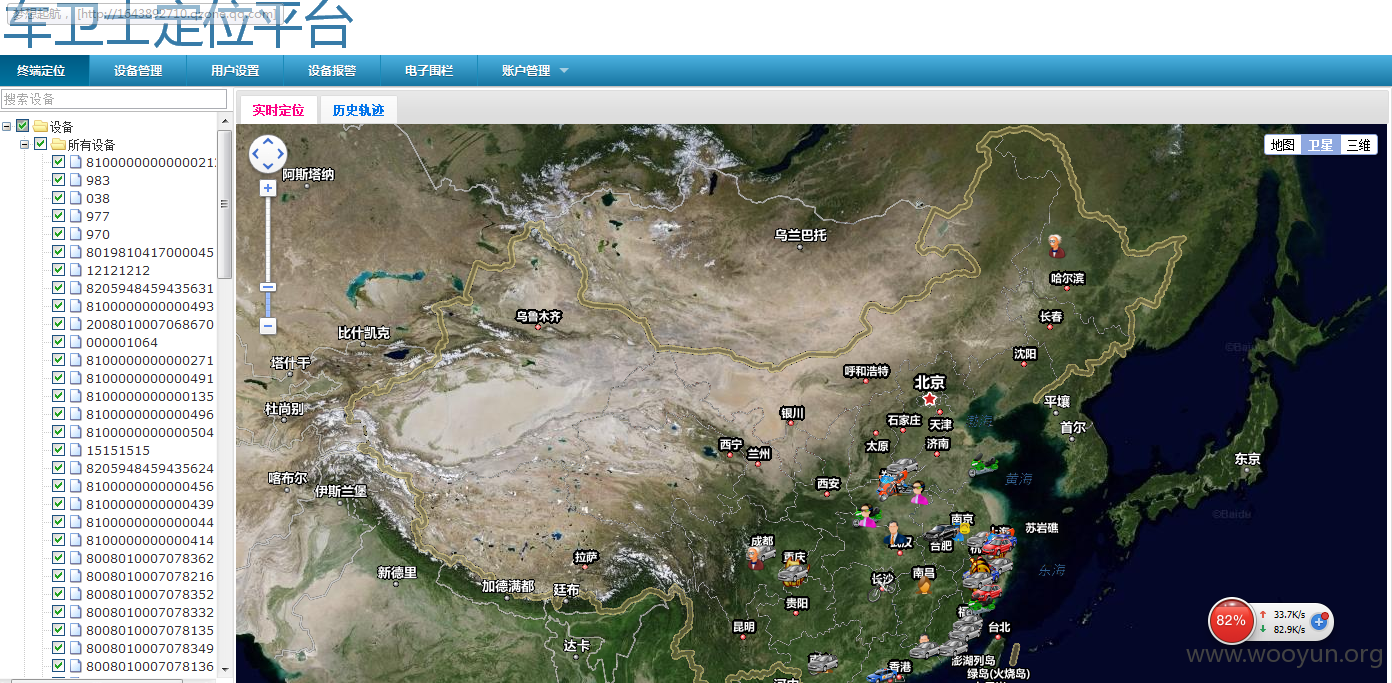 车卫士定位平台
梦想起航, [http://1643892710.qzone.qq.com]
终端定位 设备管理 用户设置 设备报警 电子围栏 账户管理
搜索设备
实时定位 历史轨迹
设备
所有设备
8100000000000021
983
038
977
970
8019810417000045
12121212
8205948459435631
8100000000000493
2008010007068670
000001064
8100000000000271
8100000000000491
8100000000000135
8100000000000496
8100000000000504
15151515
8205948459435624
8100000000000456
8100000000000439
8100000000000044
8100000000000414
8008010007078362
8008010007078216
8008010007078352
8008010007078332
8008010007078135
8008010007078349
8008010007078136
地图 卫星 三维
阿斯塔纳
乌兰巴托
哈尔滨
乌鲁木齐
长春
比什凯克
©Baidu
沈阳
塔什干
呼和浩特
北京
平壤
杜尚别
银川
石家庄
天津
渤海
首尔
西宁
太原
济南
兰州
东京
喀布尔
西安
黄海
伊斯兰堡
©Baidu
南京
苏岩礁
上海
成都
汉
台肥
杭
重庆
拉萨
东海
新德里
长沙
南昌
加德满都
廷布
贵阳
福
33.7K/s
82%
82.9K/s
昆明
台北
达卡
www.wooyun.org
澎湖列岛
香港
绿岛(火烧岛)
河内